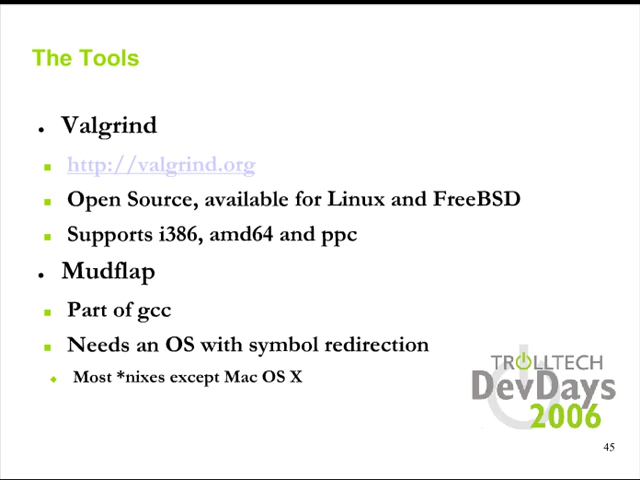 The Tools
• Valgrind
http://valgrind.org
Open Source, available for Linux and FreeBSD
Supports i386, amd64 and ppc
• Mudflap
Part of gcc
Needs an OS with symbol redirection
Most *nixes except Mac OS X
TROLLTECH
DevDays
2006
45